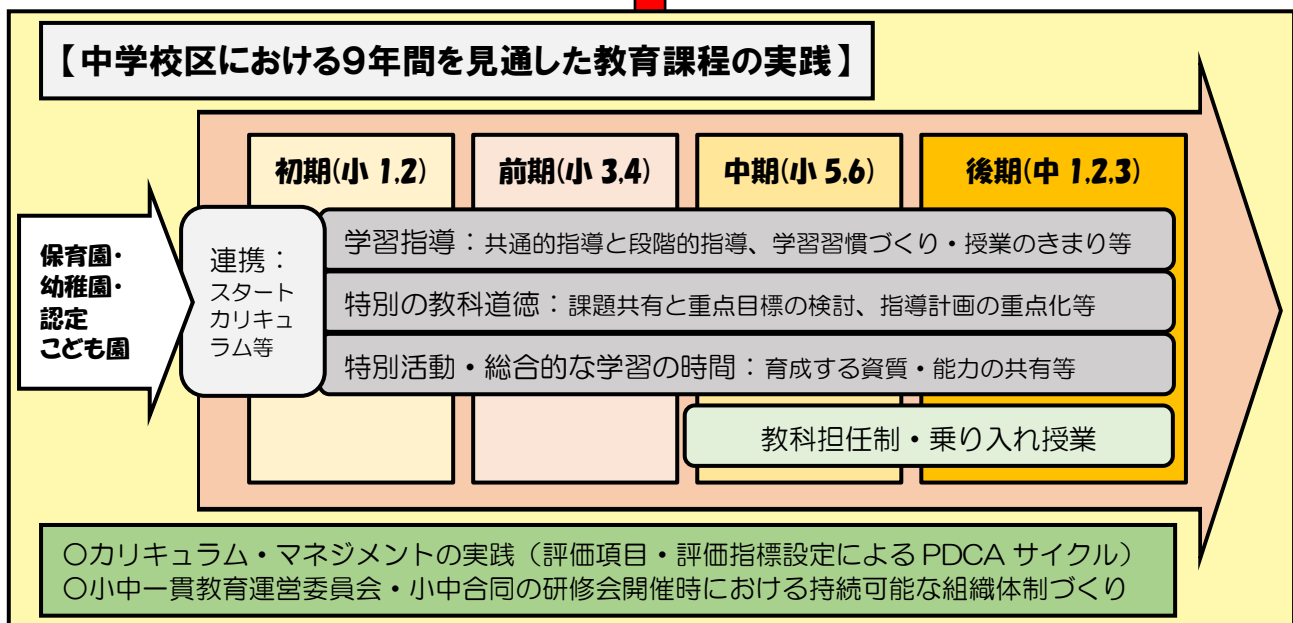 【中学校区における9年間を見通した教育課程の実践】
初期(小 1,2)
前期(小 3,4)
中期(小 5,6)
後期(中 1,2,3)
保育園・
幼稚園・
認定
こども園
連携：
スタート
カリキュ
ラム等
学習指導：共通的指導と段階的指導、学習習慣づくり・授業のきまり等
特別の教科道徳：課題共有と重点目標の検討、指導計画の重点化等
特別活動・総合的な学習の時間：育成する資質・能力の共有等
教科担任制・乗り入れ授業
○カリキュラム・マネジメントの実践（評価項目・評価指標設定による PDCA サイクル）
○小中一貫教育運営委員会・小中合同の研修会開催時における持続可能な組織体制づくり